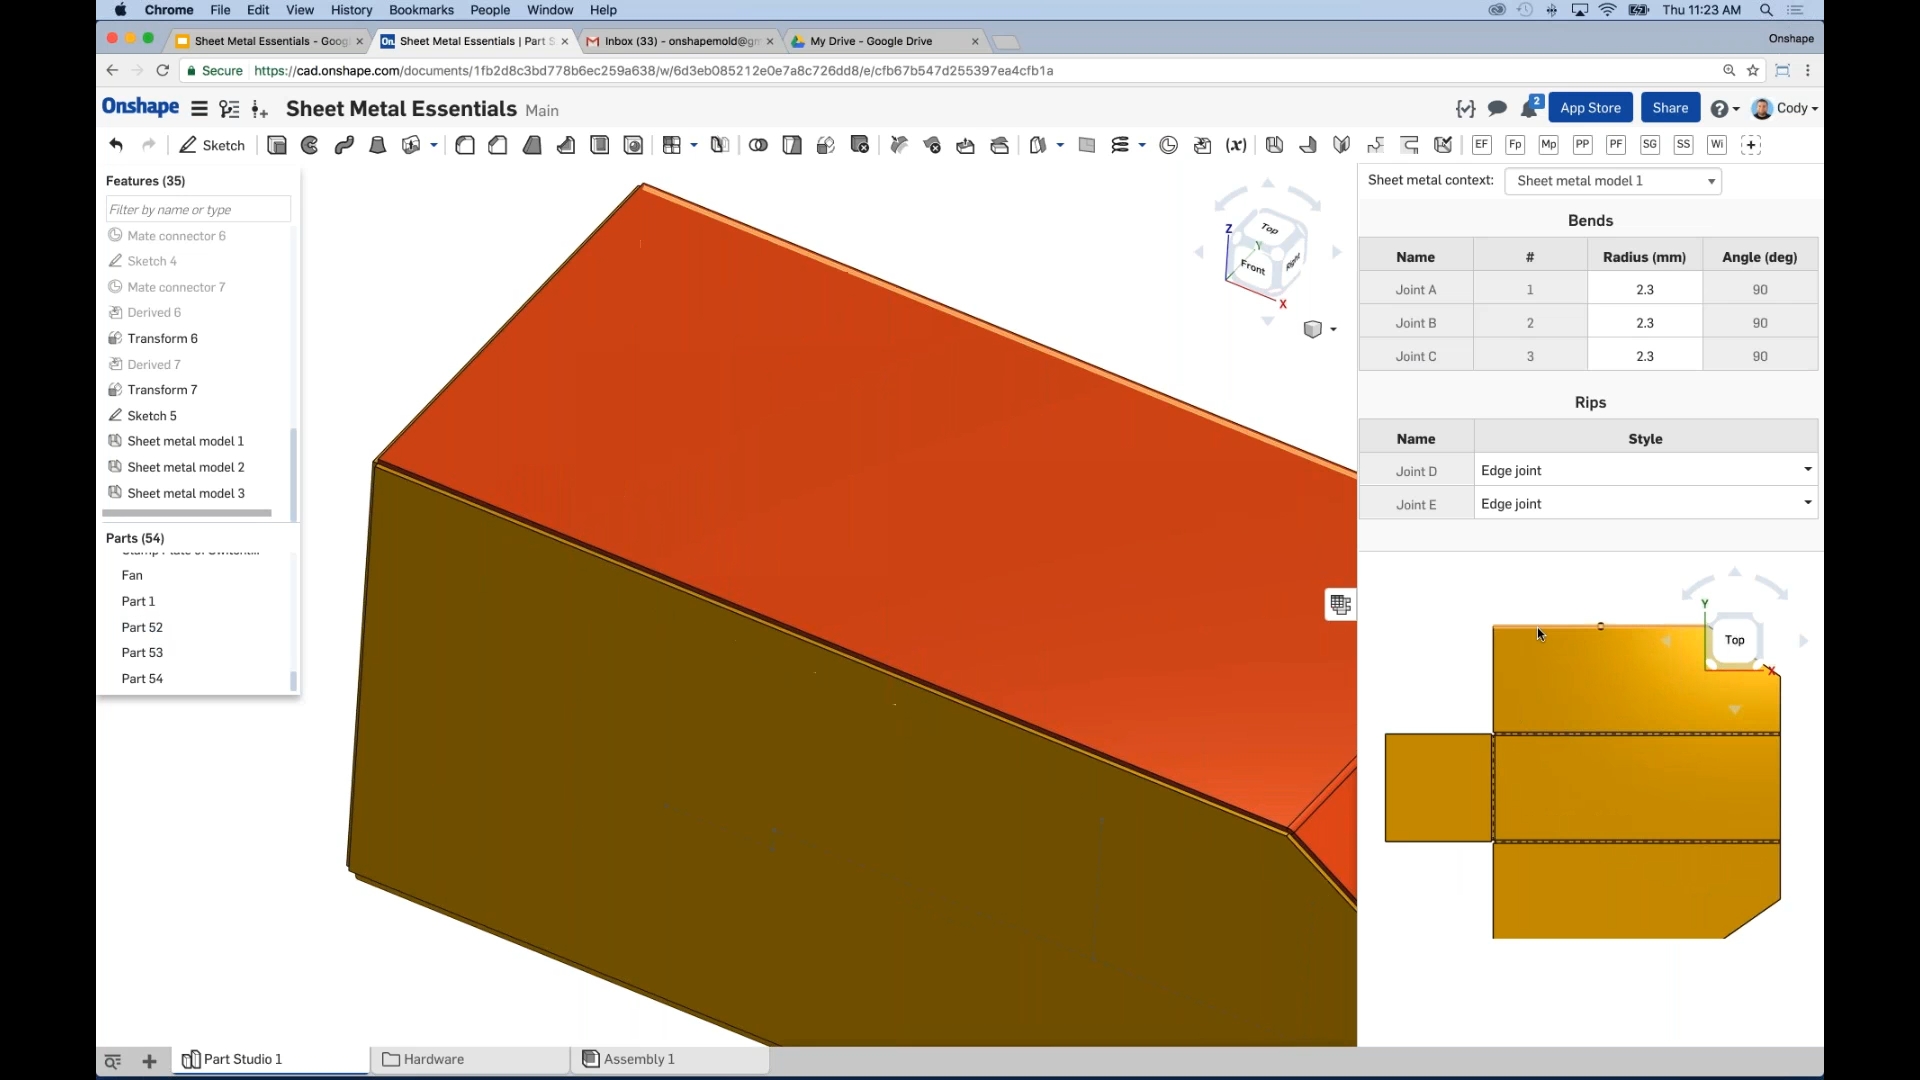 Chrome File Edit View History Bookmarks People Window Help Thu 11:23 AM
Sheet Metal Essentials - Goog
Sheet Metal Essentials | Part S
Inbox (33) - onshapemold@gm
My Drive - Google Drive
Onshape
Secure https://cad.onshape.com/documents/1fb2d8c3bd778b6ec259a638/w/6d3eb085212e0e7a8c726dd8/e/cfb67b547d255397ea4cfb1a
Onshape Sheet Metal Essentials Main 2 App Store Share Cody
Sketch (x) EF Fp Mp PP PF SG SS Wi
Features (35)
Filter by name or type
Mate connector 6
Sketch 4
Mate connector 7
Derived 6
Transform 6
Derived 7
Transform 7
Sketch 5
Sheet metal model 1
Sheet metal model 2
Sheet metal model 3
Parts (54)
Fan
Part 1
Part 52
Part 53
Part 54
Z
Top
Y
Front
Right
X
Sheet metal context: Sheet metal model 1
Bends
Name # Radius (mm) Angle (deg)
Joint A 1 2.3 90
Joint B 2 2.3 90
Joint C 3 2.3 90
Rips
Name Style
Joint D Edge joint
Joint E Edge joint
Y
Top
X
Part Studio 1
Hardware
Assembly 1